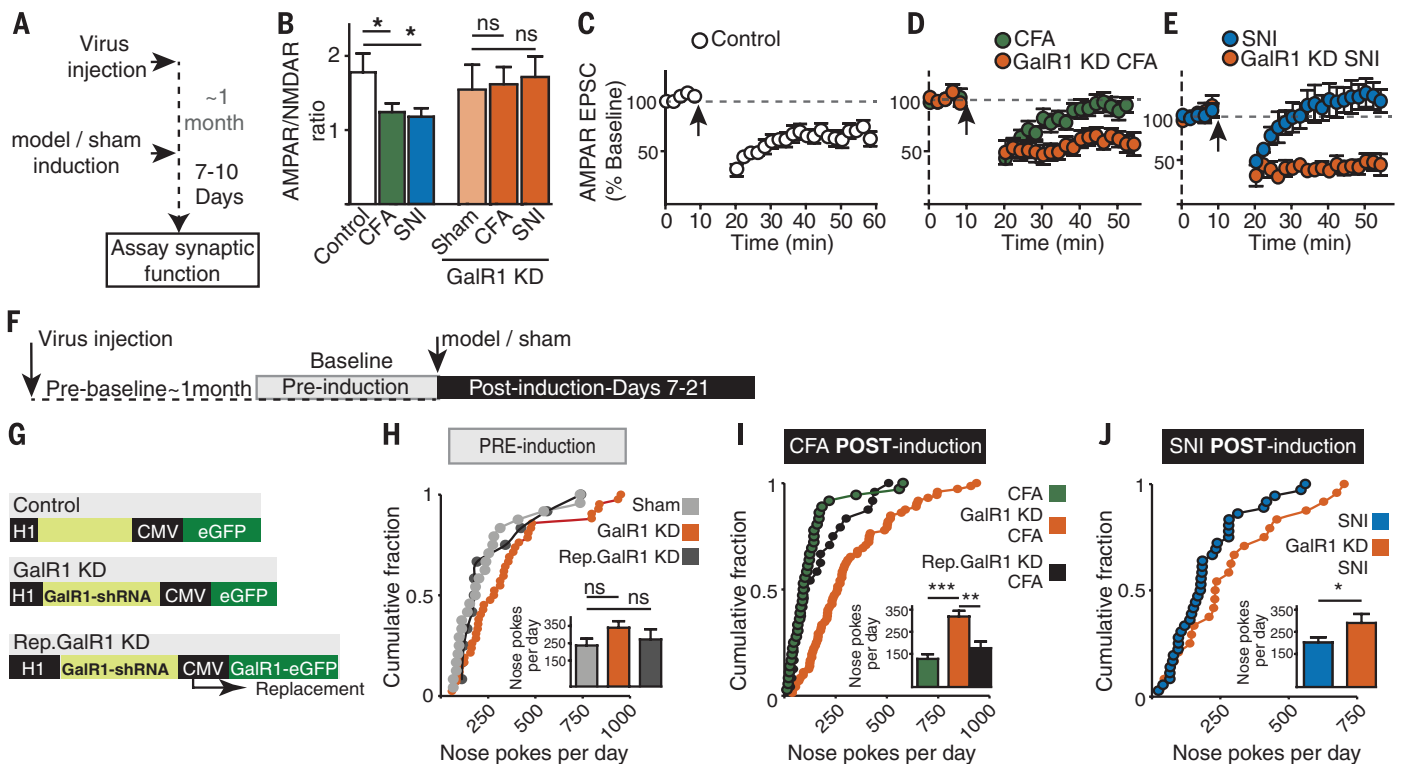 A
Virus
injection
~1
month
model / sham
induction
7-10
Days
Assay synaptic
function
B
AMPAR/NMDAR
ratio
2
1
*
*
ns
ns
Control
CFA
SNI
Sham
CFA
SNI
GalR1 KD
C
Control
AMPAR EPSC
(% Baseline)
100
50
0 10 20 30 40 50 60
Time (min)
D
CFA
GalR1 KD CFA
100
50
0 10 20 30 40 50
Time (min)
E
SNI
GalR1 KD SNI
100
50
0 10 20 30 40 50
Time (min)
F
Virus injection
model / sham
Baseline
Pre-baseline~1month
Pre-induction
Post-induction-Days 7-21
G
Control
H1 CMV eGFP
GalR1 KD
H1 GalR1-shRNA CMV eGFP
Rep.GalR1 KD
H1 GalR1-shRNA CMV GalR1-eGFP
Replacement
H
PRE-induction
Cumulative fraction
1
0.5
0
Sham
GalR1 KD
Rep.GalR1 KD
Nose pokes
per day
350
150
ns
ns
250 500 750 1000
Nose pokes per day
I
CFA POST-induction
Cumulative fraction
1
0.5
0
CFA
GalR1 KD
CFA
Rep.GalR1 KD
CFA
Nose pokes
per day
350
150
***
**
250 500 750 1000
Nose pokes per day
J
SNI POST-induction
Cumulative fraction
1
0.5
0
SNI
GalR1 KD
SNI
Nose pokes
per day
350
150
*
250 500 750
Nose pokes per day